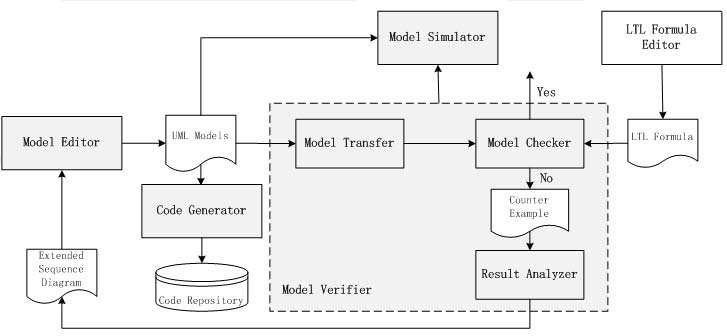 Model Simulator
LTL Formula
Editor
Yes
Model Editor
UML Models
Model Transfer
Model Checker
LTL Formula
No
Code Generator
Counter
Example
Extended
Sequence
Diagram
Result Analyzer
Code Repository
Model Verifier